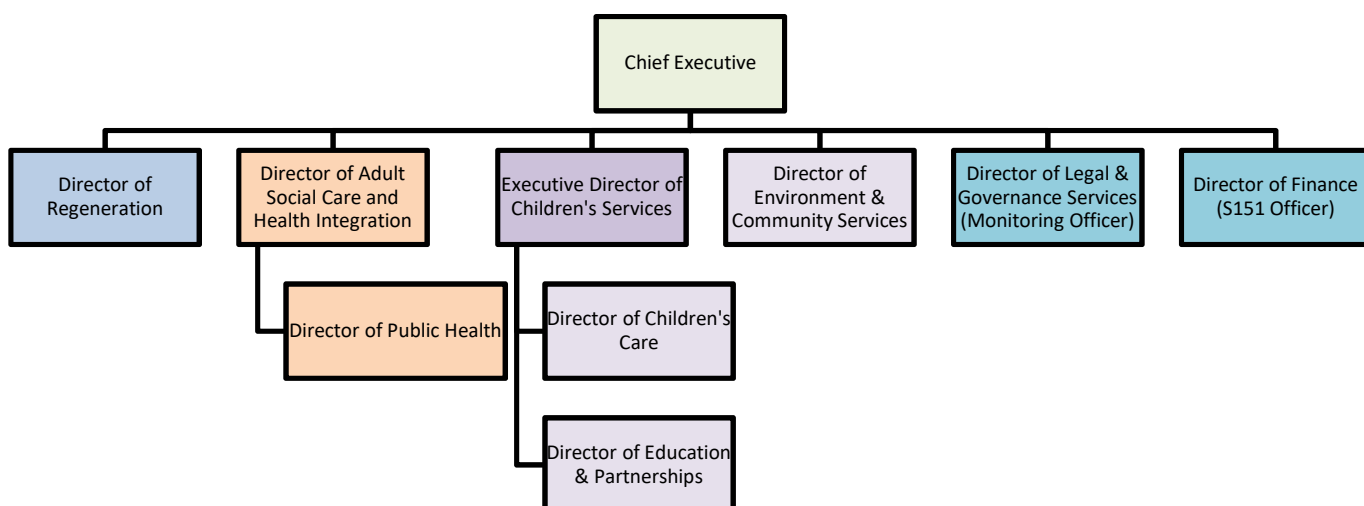 Chief Executive
Director of
Regeneration
Director of Adult
Social Care and
Health Integration
Executive Director of
Children's Services
Director of
Environment &
Community Services
Director of Legal &
Governance Services
(Monitoring Officer)
Director of Finance
(S151 Officer)
Director of Public Health
Director of Children's
Care
Director of Education
& Partnerships